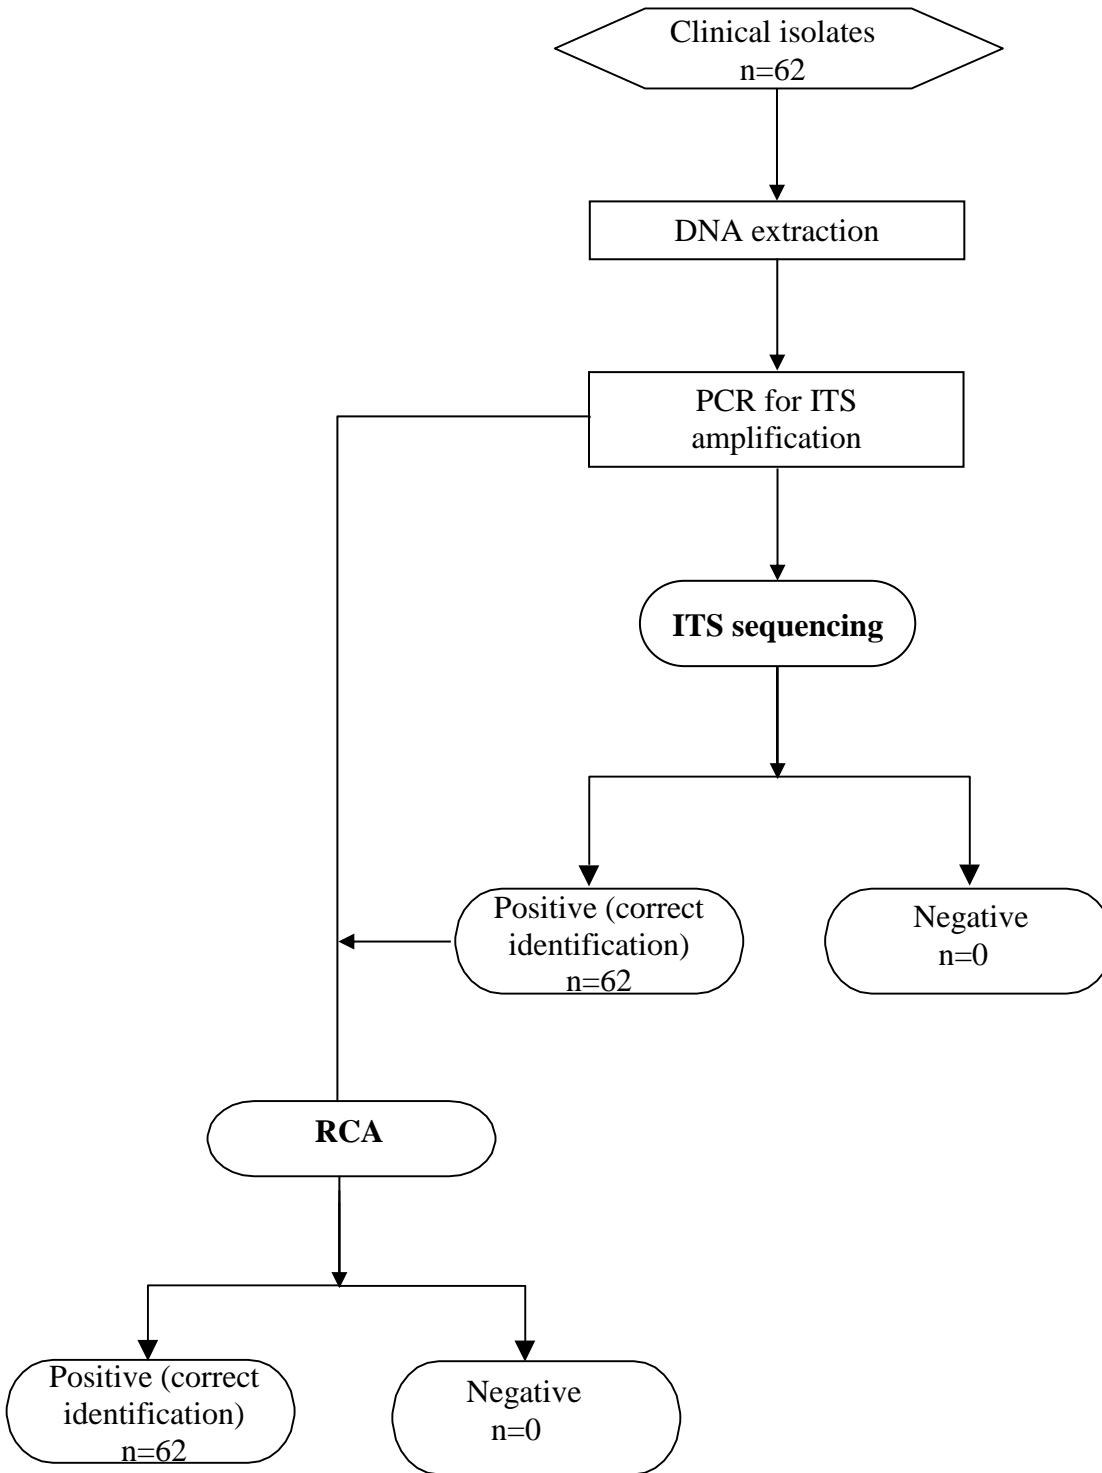 Clinical isolates
n=62
DNA extraction
PCR for ITS
amplification
ITS sequencing
Positive (correct
identification)
n=62
Negative
n=0
RCA
Positive (correct
identification)
n=62
Negative
n=0